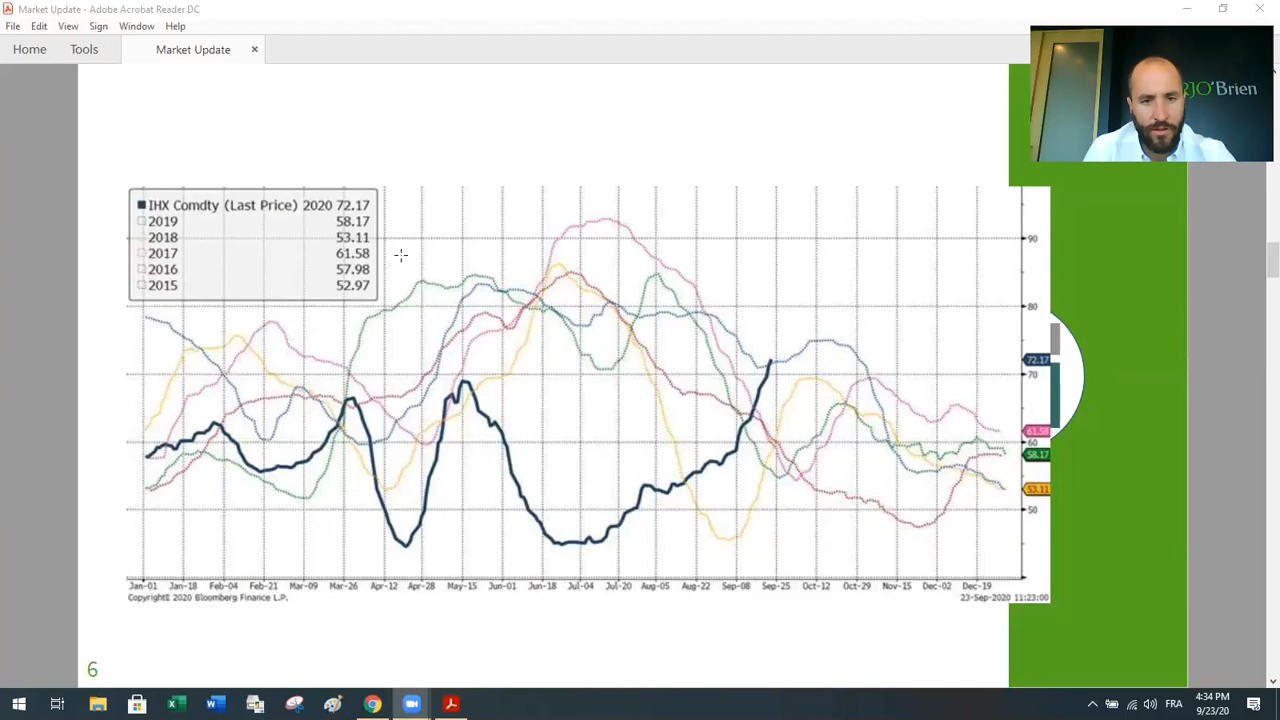 Market Update - Adobe Acrobat Reader DC
File Edit View Sign Window Help
Home Tools Market Update ×
RJO'Brien
IHX Comdty (Last Price) 2020 72.17
2019 58.17
2018 53.11
2017 61.58
2016 57.98
2015 52.97
90
80
72.17
70
61.58
60
58.17
53.11
50
Jan-01 Jan-18 Feb-04 Feb-21 Mar-09 Mar-26 Apr-12 Apr-28 May-15 Jun-01 Jun-18 Jul-04 Jul-20 Aug-05 Aug-22 Sep-08 Sep-25 Oct-12 Oct-29 Nov-15 Dec-02 Dec-19
Copyright© 2020 Bloomberg Finance L.P. 23-Sep-2020 11:23:00
6
FRA
4:34 PM
9/23/20